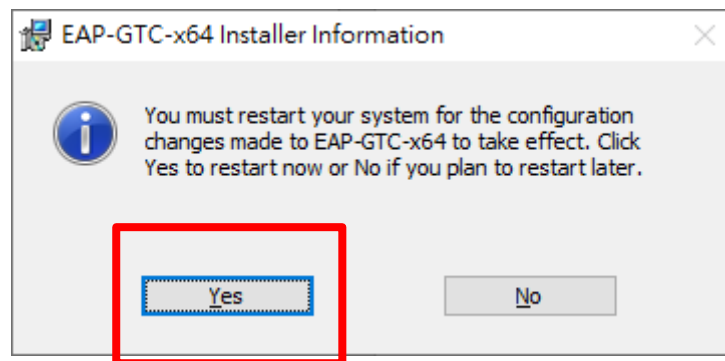 EAP-GTC-x64 Installer Information
You must restart your system for the configuration
changes made to EAP-GTC-x64 to take effect. Click
Yes to restart now or No if you plan to restart later.
Yes
No